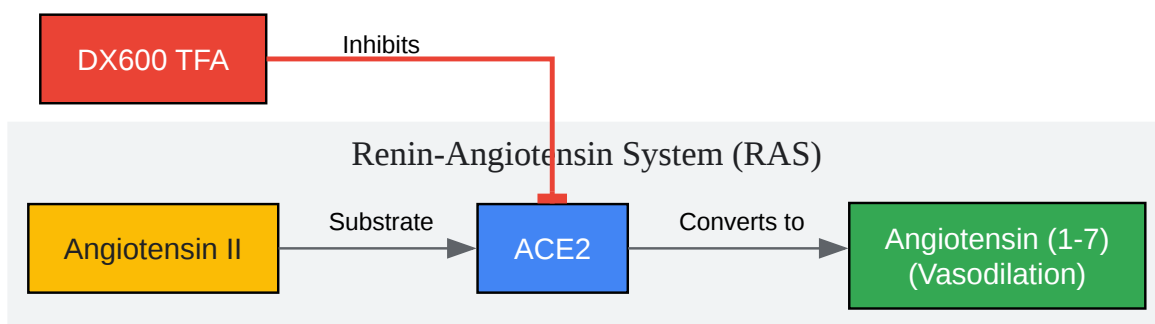 DX600 TFA
Inhibits
Renin-Angiotensin System (RAS)
Angiotensin II
Substrate
ACE2
Converts to
Angiotensin (1-7)
(Vasodilation)